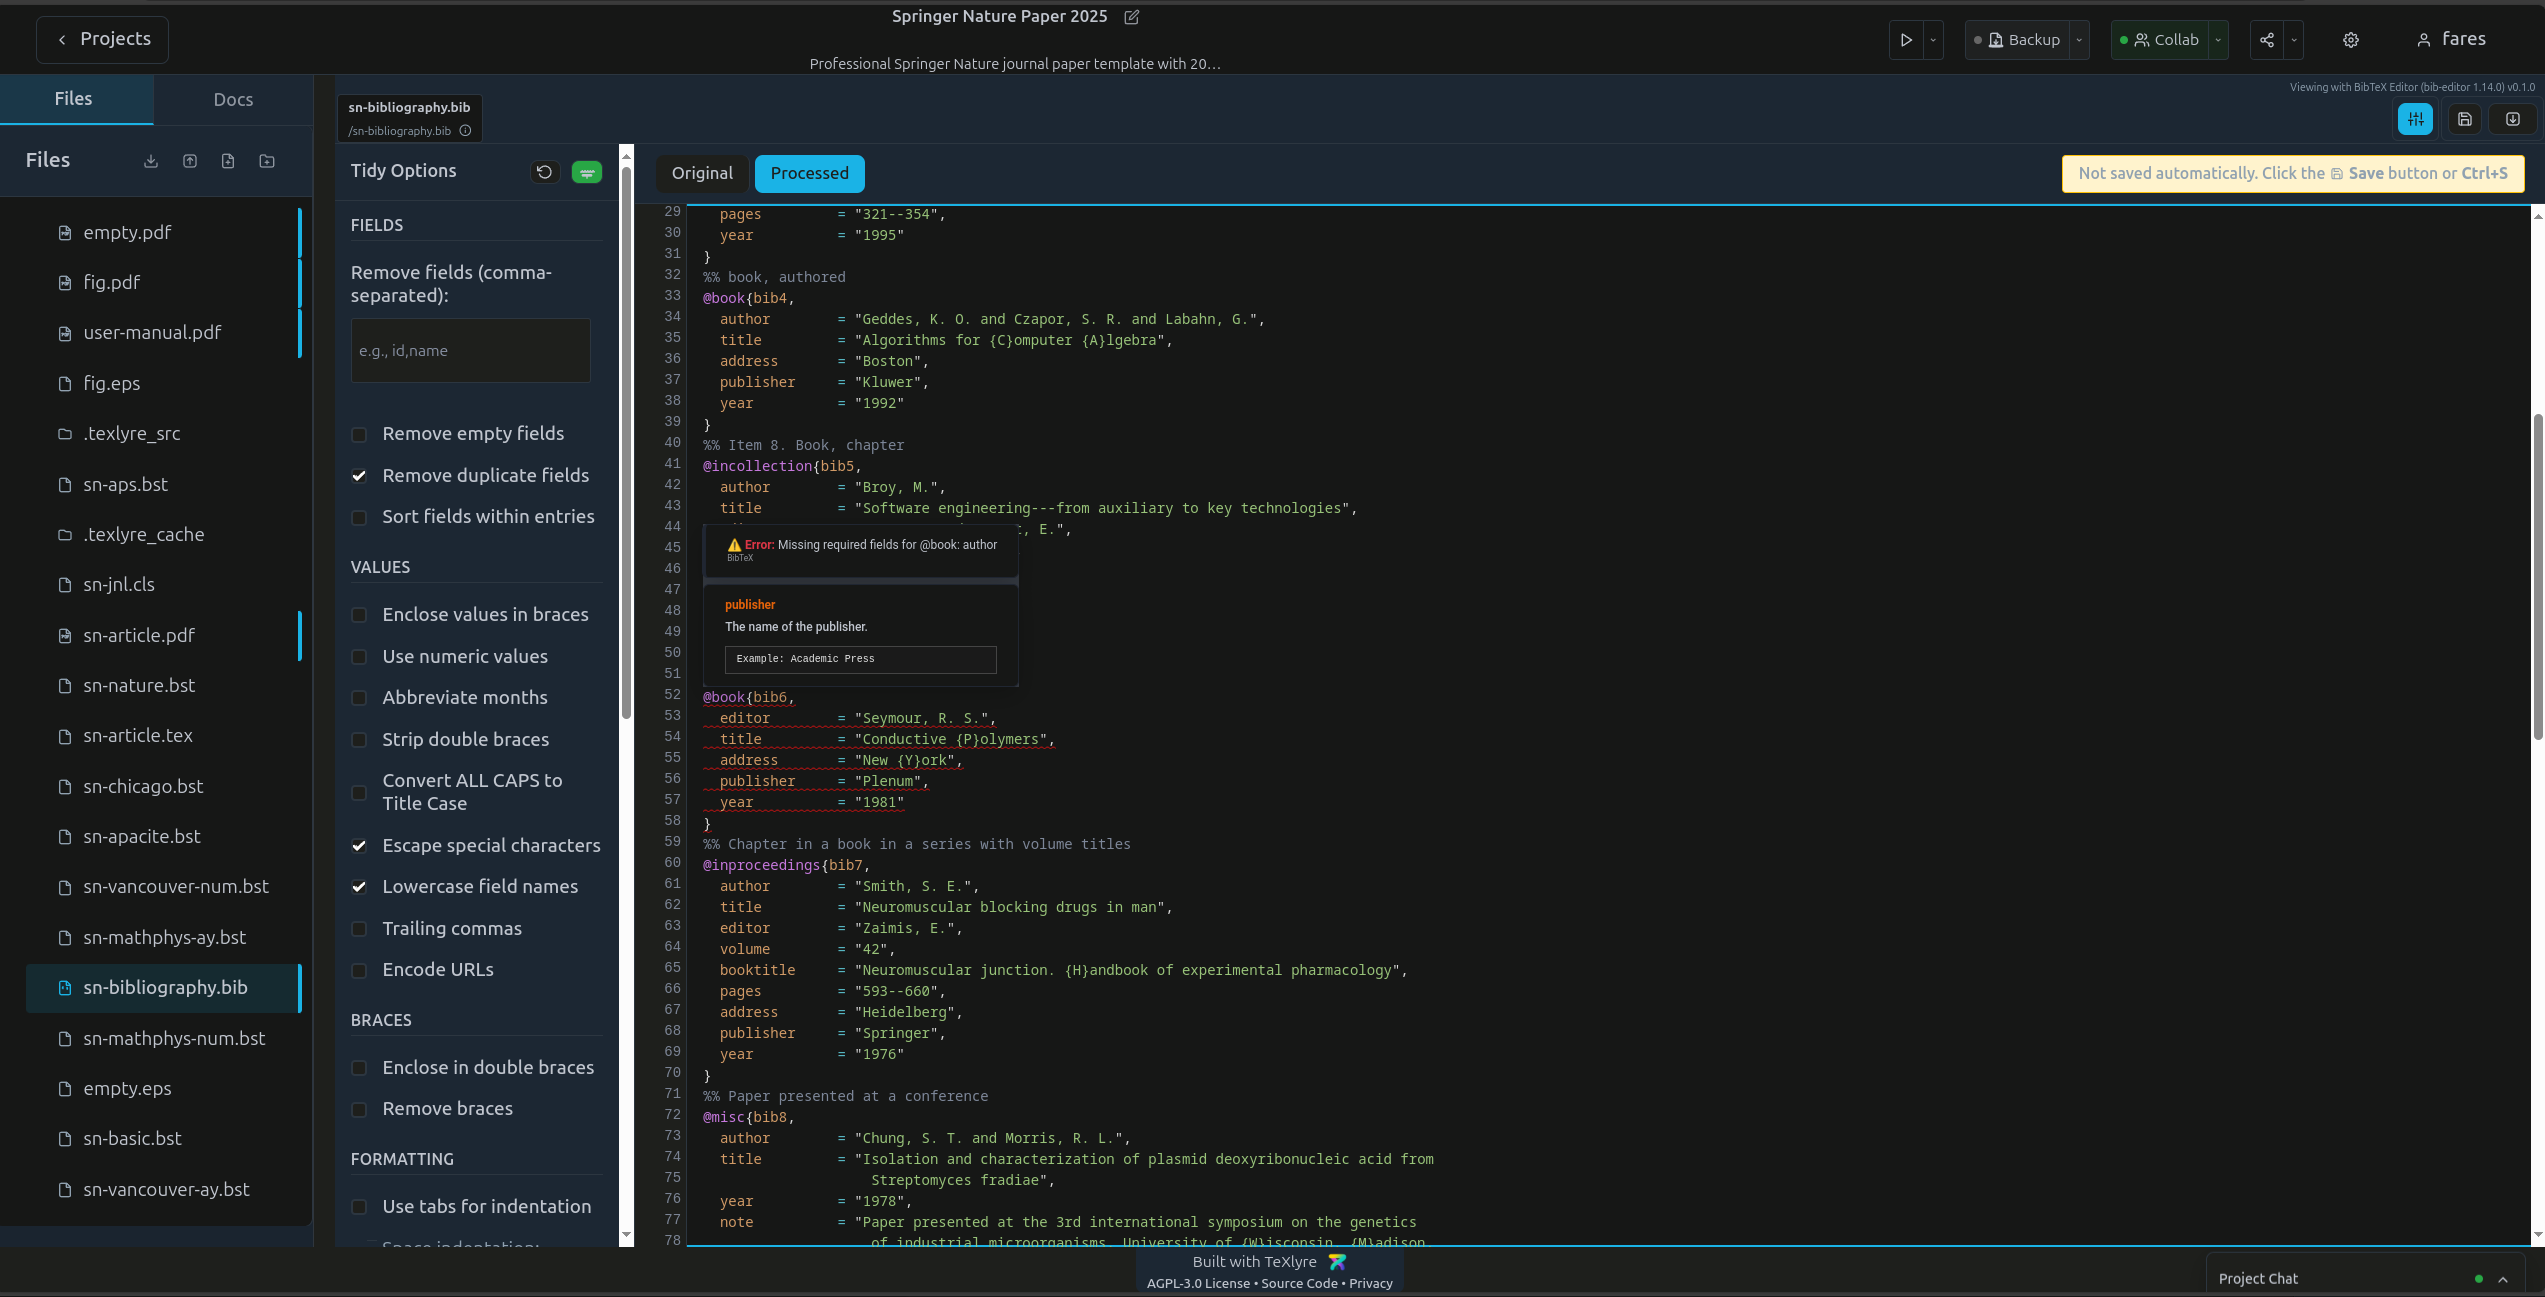 Projects
Springer Nature Paper 2025
Professional Springer Nature journal paper template with 20…
Backup
Collab
fares
Files
Docs
Files
empty.pdf
fig.pdf
user-manual.pdf
fig.eps
.texlyre_src
sn-aps.bst
.texlyre_cache
sn-jnl.cls
sn-article.pdf
sn-nature.bst
sn-article.tex
sn-chicago.bst
sn-apacite.bst
sn-vancouver-num.bst
sn-mathphys-ay.bst
sn-bibliography.bib
sn-mathphys-num.bst
empty.eps
sn-basic.bst
sn-vancouver-ay.bst
sn-bibliography.bib
/sn-bibliography.bib
Viewing with BibTeX Editor (bib-editor 1.14.0) v0.1.0
Tidy Options
FIELDS
Remove fields (comma-
separated):
e.g., id,name
Remove empty fields
Remove duplicate fields
Sort fields within entries
VALUES
Enclose values in braces
Use numeric values
Abbreviate months
Strip double braces
Convert ALL CAPS to
Title Case
Escape special characters
Lowercase field names
Trailing commas
Encode URLs
BRACES
Enclose in double braces
Remove braces
FORMATTING
Use tabs for indentation
Space indentation:
Original
Processed
Not saved automatically. Click the Save button or Ctrl+S
29 pages = "321--354",
30 year = "1995"
31 }
32 %% book, authored
33 @book{bib4,
34 author = "Geddes, K. O. and Czapor, S. R. and Labahn, G.",
35 title = "Algorithms for {C}omputer {A}lgebra",
36 address = "Boston",
37 publisher = "Kluwer",
38 year = "1992"
39 }
40 %% Item 8. Book, chapter
41 @incollection{bib5,
42 author = "Broy, M.",
43 title = "Software engineering---from auxiliary to key technologies",
44 , E.",
45
46
47
48
49
50
51
⚠️ Error: Missing required fields for @book: author
BibTeX
publisher
The name of the publisher.
Example: Academic Press
52 @book{bib6,
53 editor = "Seymour, R. S.",
54 title = "Conductive {P}olymers",
55 address = "New {Y}ork",
56 publisher = "Plenum",
57 year = "1981"
58 }
59 %% Chapter in a book in a series with volume titles
60 @inproceedings{bib7,
61 author = "Smith, S. E.",
62 title = "Neuromuscular blocking drugs in man",
63 editor = "Zaimis, E.",
64 volume = "42",
65 booktitle = "Neuromuscular junction. {H}andbook of experimental pharmacology",
66 pages = "593--660",
67 address = "Heidelberg",
68 publisher = "Springer",
69 year = "1976"
70 }
71 %% Paper presented at a conference
72 @misc{bib8,
73 author = "Chung, S. T. and Morris, R. L.",
74 title = "Isolation and characterization of plasmid deoxyribonucleic acid from
75 Streptomyces fradiae",
76 year = "1978",
77 note = "Paper presented at the 3rd international symposium on the genetics
78 of industrial microorganisms, University of {W}isconsin, {M}adison,
Built with TeXlyre
AGPL-3.0 License • Source Code • Privacy
Project Chat